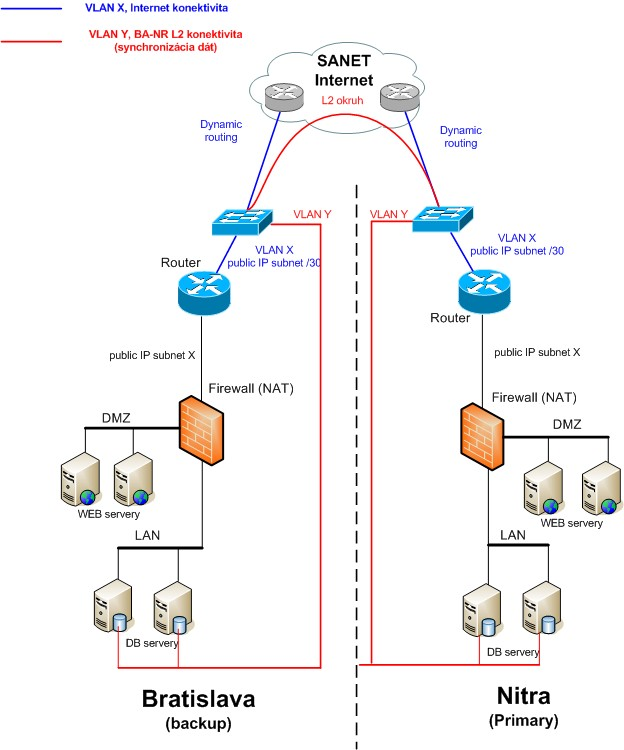 VLAN X, Internet konektivita
VLAN Y, BA-NR L2 konektivita
(synchronizácia dát)
SANET
Internet
L2 okruh
Dynamic
routing
Dynamic
routing
VLAN Y
VLAN Y
VLAN X
public IP subnet /30
VLAN X
public IP subnet /30
Router
Router
public IP subnet X
public IP subnet X
Firewall (NAT)
Firewall (NAT)
DMZ
DMZ
WEB servery
WEB servery
LAN
LAN
DB servery
DB servery
Bratislava
(backup)
Nitra
(Primary)